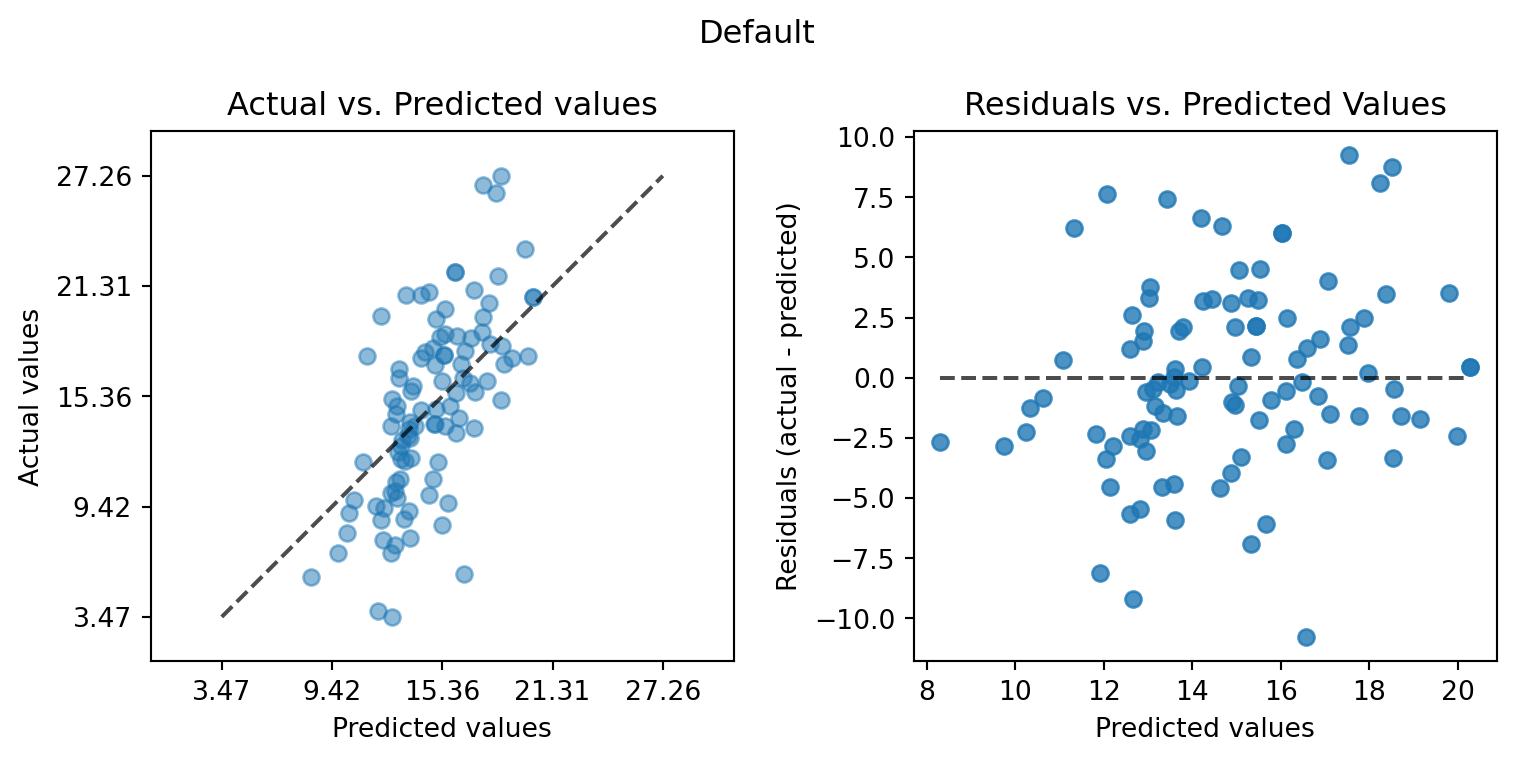 Default
Actual vs. Predicted values
27.26
21.31
15.36
9.42
3.47
Actual values
3.47 9.42 15.36 21.31 27.26
Predicted values
Residuals vs. Predicted Values
10.0
7.5
5.0
2.5
0.0
−2.5
−5.0
−7.5
−10.0
Residuals (actual - predicted)
8 10 12 14 16 18 20
Predicted values